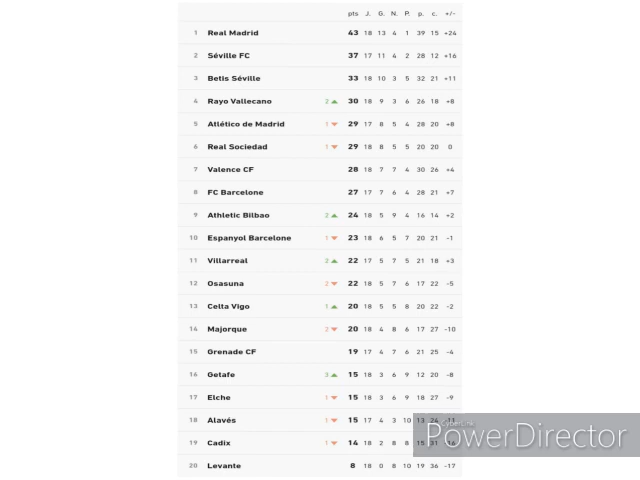 pts J. G. N. P. p. c. +/-
1 Real Madrid 43 18 13 4 1 39 15 +24
2 Séville FC 37 17 11 4 2 28 12 +16
3 Betis Séville 33 18 10 3 5 32 21 +11
4 Rayo Vallecano 2 30 18 9 3 6 26 18 +8
5 Atlético de Madrid 1 29 17 8 5 4 28 20 +8
6 Real Sociedad 1 29 18 8 5 5 20 20 0
7 Valence CF 28 18 7 7 4 30 26 +4
8 FC Barcelone 27 17 7 6 4 28 21 +7
9 Athletic Bilbao 2 24 18 5 9 4 16 14 +2
10 Espanyol Barcelone 1 23 18 6 5 7 20 21 -1
11 Villarreal 2 22 17 5 7 5 21 18 +3
12 Osasuna 2 22 18 5 7 6 17 22 -5
13 Celta Vigo 1 20 18 5 5 8 20 22 -2
14 Majorque 2 20 18 4 8 6 17 27 -10
15 Grenade CF 19 17 4 7 6 21 25 -4
16 Getafe 3 15 18 3 6 9 12 20 -8
17 Elche 1 15 18 3 6 9 18 27 -9
18 Alavés 1 15 17 4 3 10 13 24 -11
19 Cadix 1 14 18 2 8 8 15 31 -16
20 Levante 8 18 0 8 10 19 36 -17
CyberLink
PowerDirector